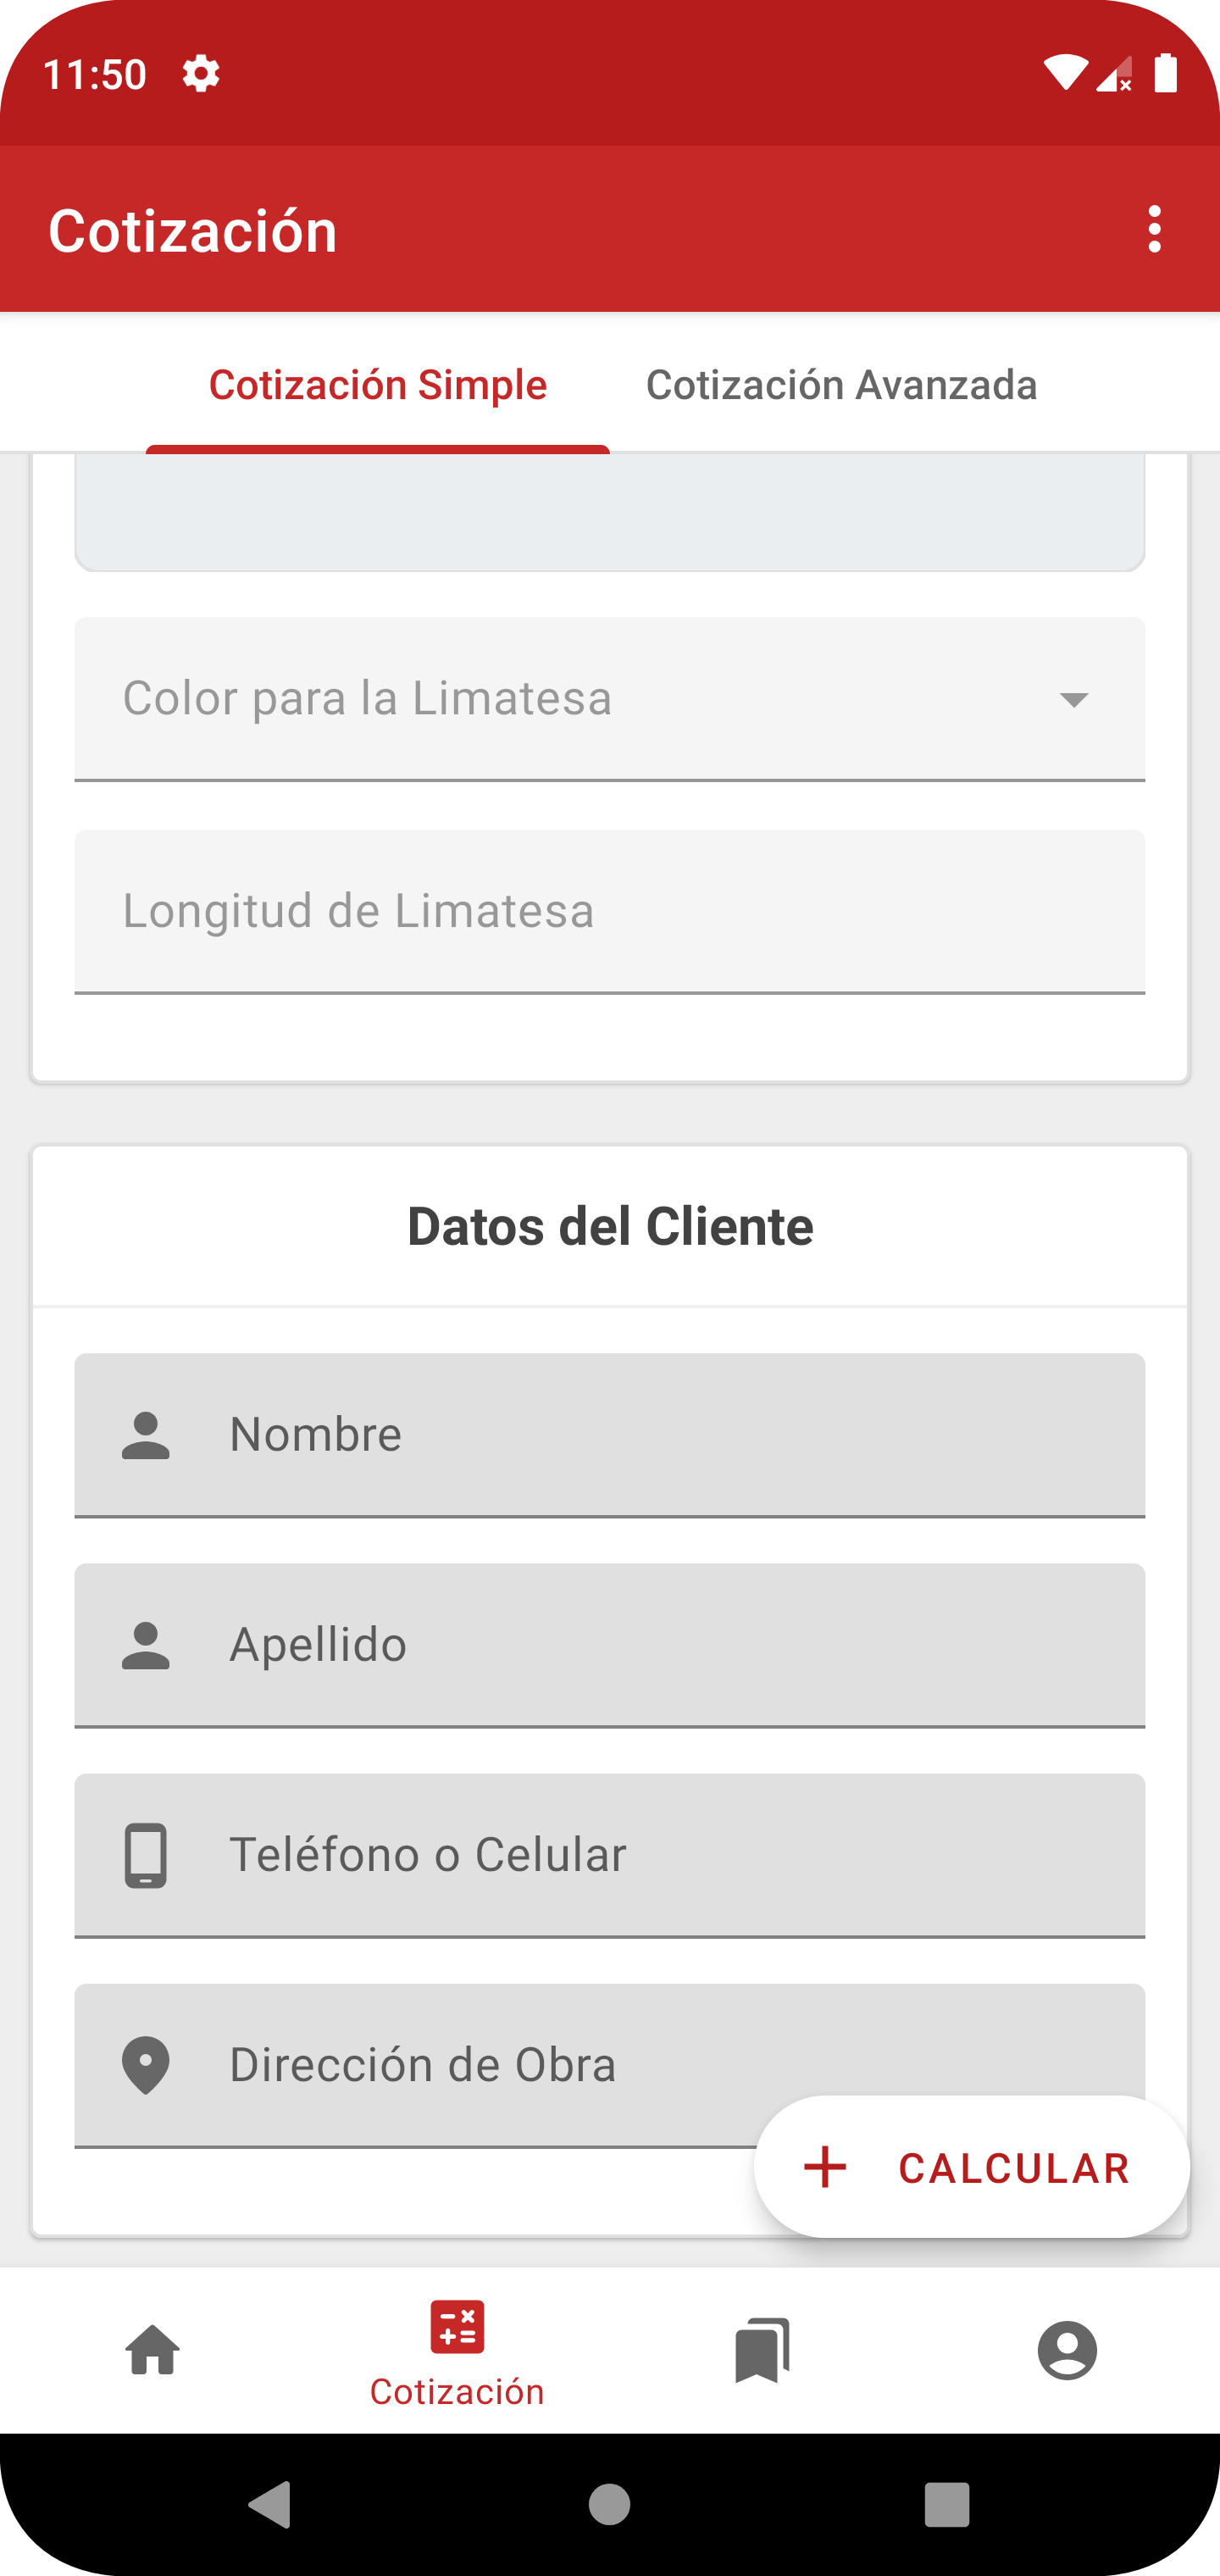 11:50
Cotización
Cotización Simple
Cotización Avanzada
Color para la Limatesa
Longitud de Limatesa
Datos del Cliente
Nombre
Apellido
Teléfono o Celular
Dirección de Obra
CALCULAR
Cotización